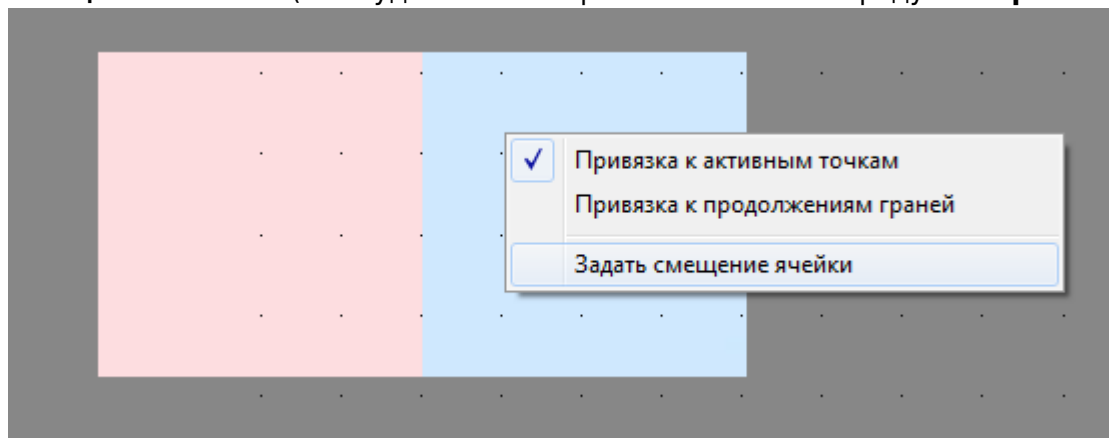 Привязка к активным точкам
Привязка к продолжениям граней
Задать смещение ячейки